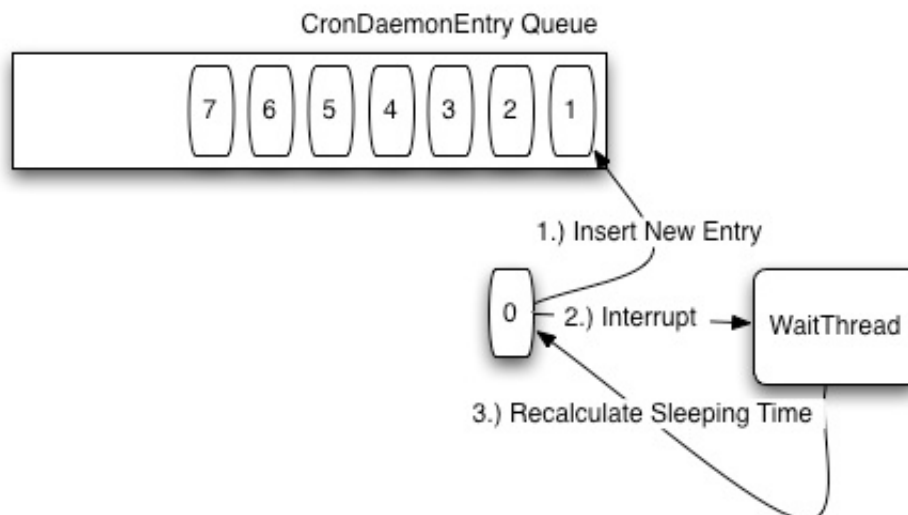 CronDaemonEntry Queue
7 6 5 4 3 2 1
1.) Insert New Entry
0
2.) Interrupt
WaitThread
3.) Recalculate Sleeping Time